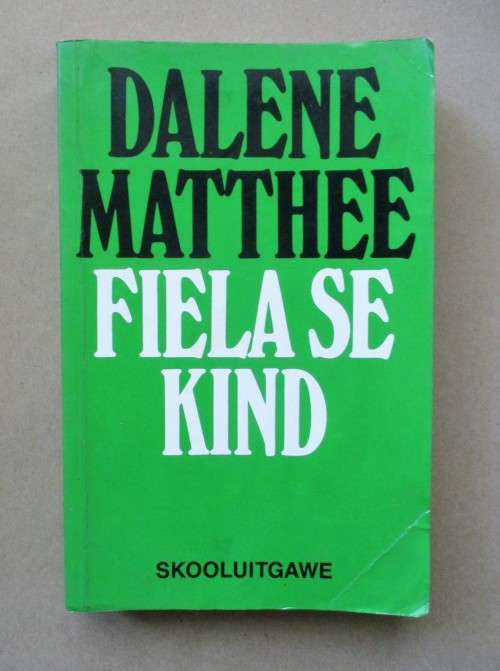 DALENE
MATTHEE
FIELA SE
KIND
SKOOLUITGAWE